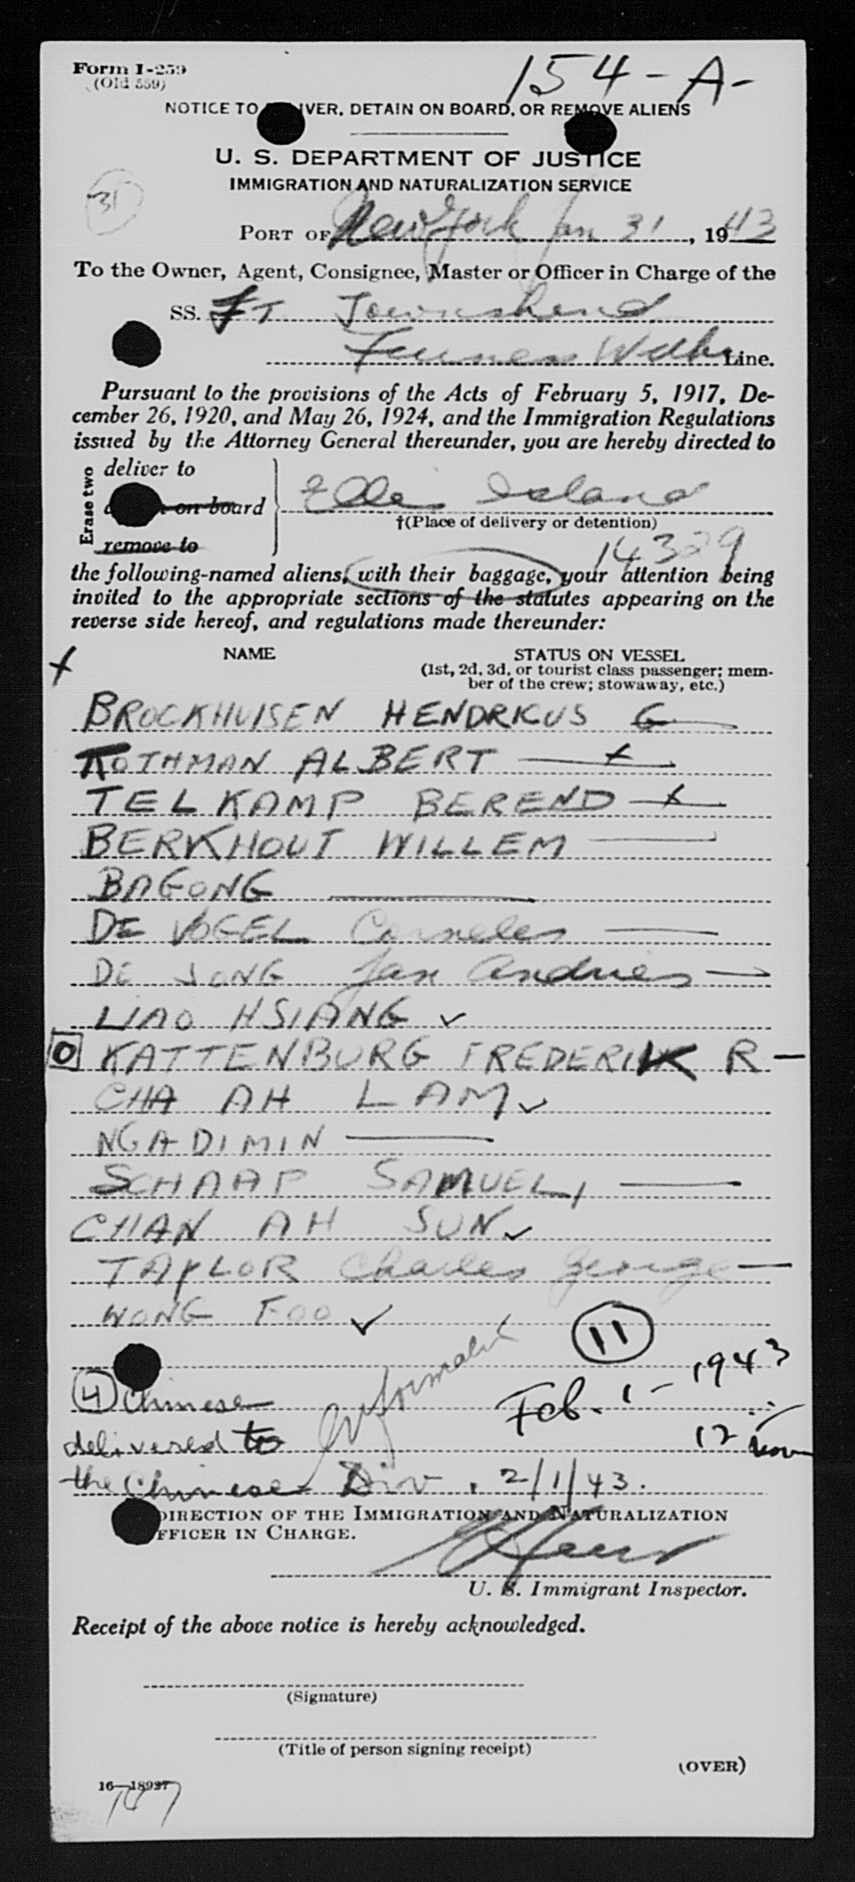 Form I-259
(Old 559)
154-A-
NOTICE TO DELIVER, DETAIN ON BOARD, OR REMOVE ALIENS
U. S. DEPARTMENT OF JUSTICE
IMMIGRATION AND NATURALIZATION SERVICE
31
PORT OF New York Jan 31, 1943
To the Owner, Agent, Consignee, Master or Officer in Charge of the
SS. Ft Townshend
Line.
Pursuant to the provisions of the Acts of February 5, 1917, De-
cember 26, 1920, and May 26, 1924, and the Immigration Regulations
issued by the Attorney General thereunder, you are hereby directed to
Erase two
deliver to
on board
remove to
Ellis Island
†(Place of delivery or detention)
14329
the following-named aliens, with their baggage, your attention being
invited to the appropriate sections of the statutes appearing on the
reverse side hereof, and regulations made thereunder:
NAME STATUS ON VESSEL
(1st, 2d, 3d, or tourist class passenger; mem-
ber of the crew; stowaway, etc.)
BROCKHUISEN HENDRICUS G
KOTHMAN ALBERT
TELKAMP BEREND
BERKHOUT WILLEM
BAGONG
DE VOGEL Corneles
DE JONG Jan Andries
LIAO HSIANG ✓
O KATTENBURG FREDERIK R
CHA AH LAM ✓
NGADIMIN
SCHAAP SAMUEL,
CHAN AH SUN ✓
TAYLOR Charles George
WONG FOO ✓
11
4 Chinese Feb. 1-1943
delivered to 12 noon
the Chinese Div. 2/1/43.
DIRECTION OF THE IMMIGRATION AND NATURALIZATION
OFFICER IN CHARGE.
U. S. Immigrant Inspector.
Receipt of the above notice is hereby acknowledged.
(Signature)
(Title of person signing receipt)
(OVER)
16—18997